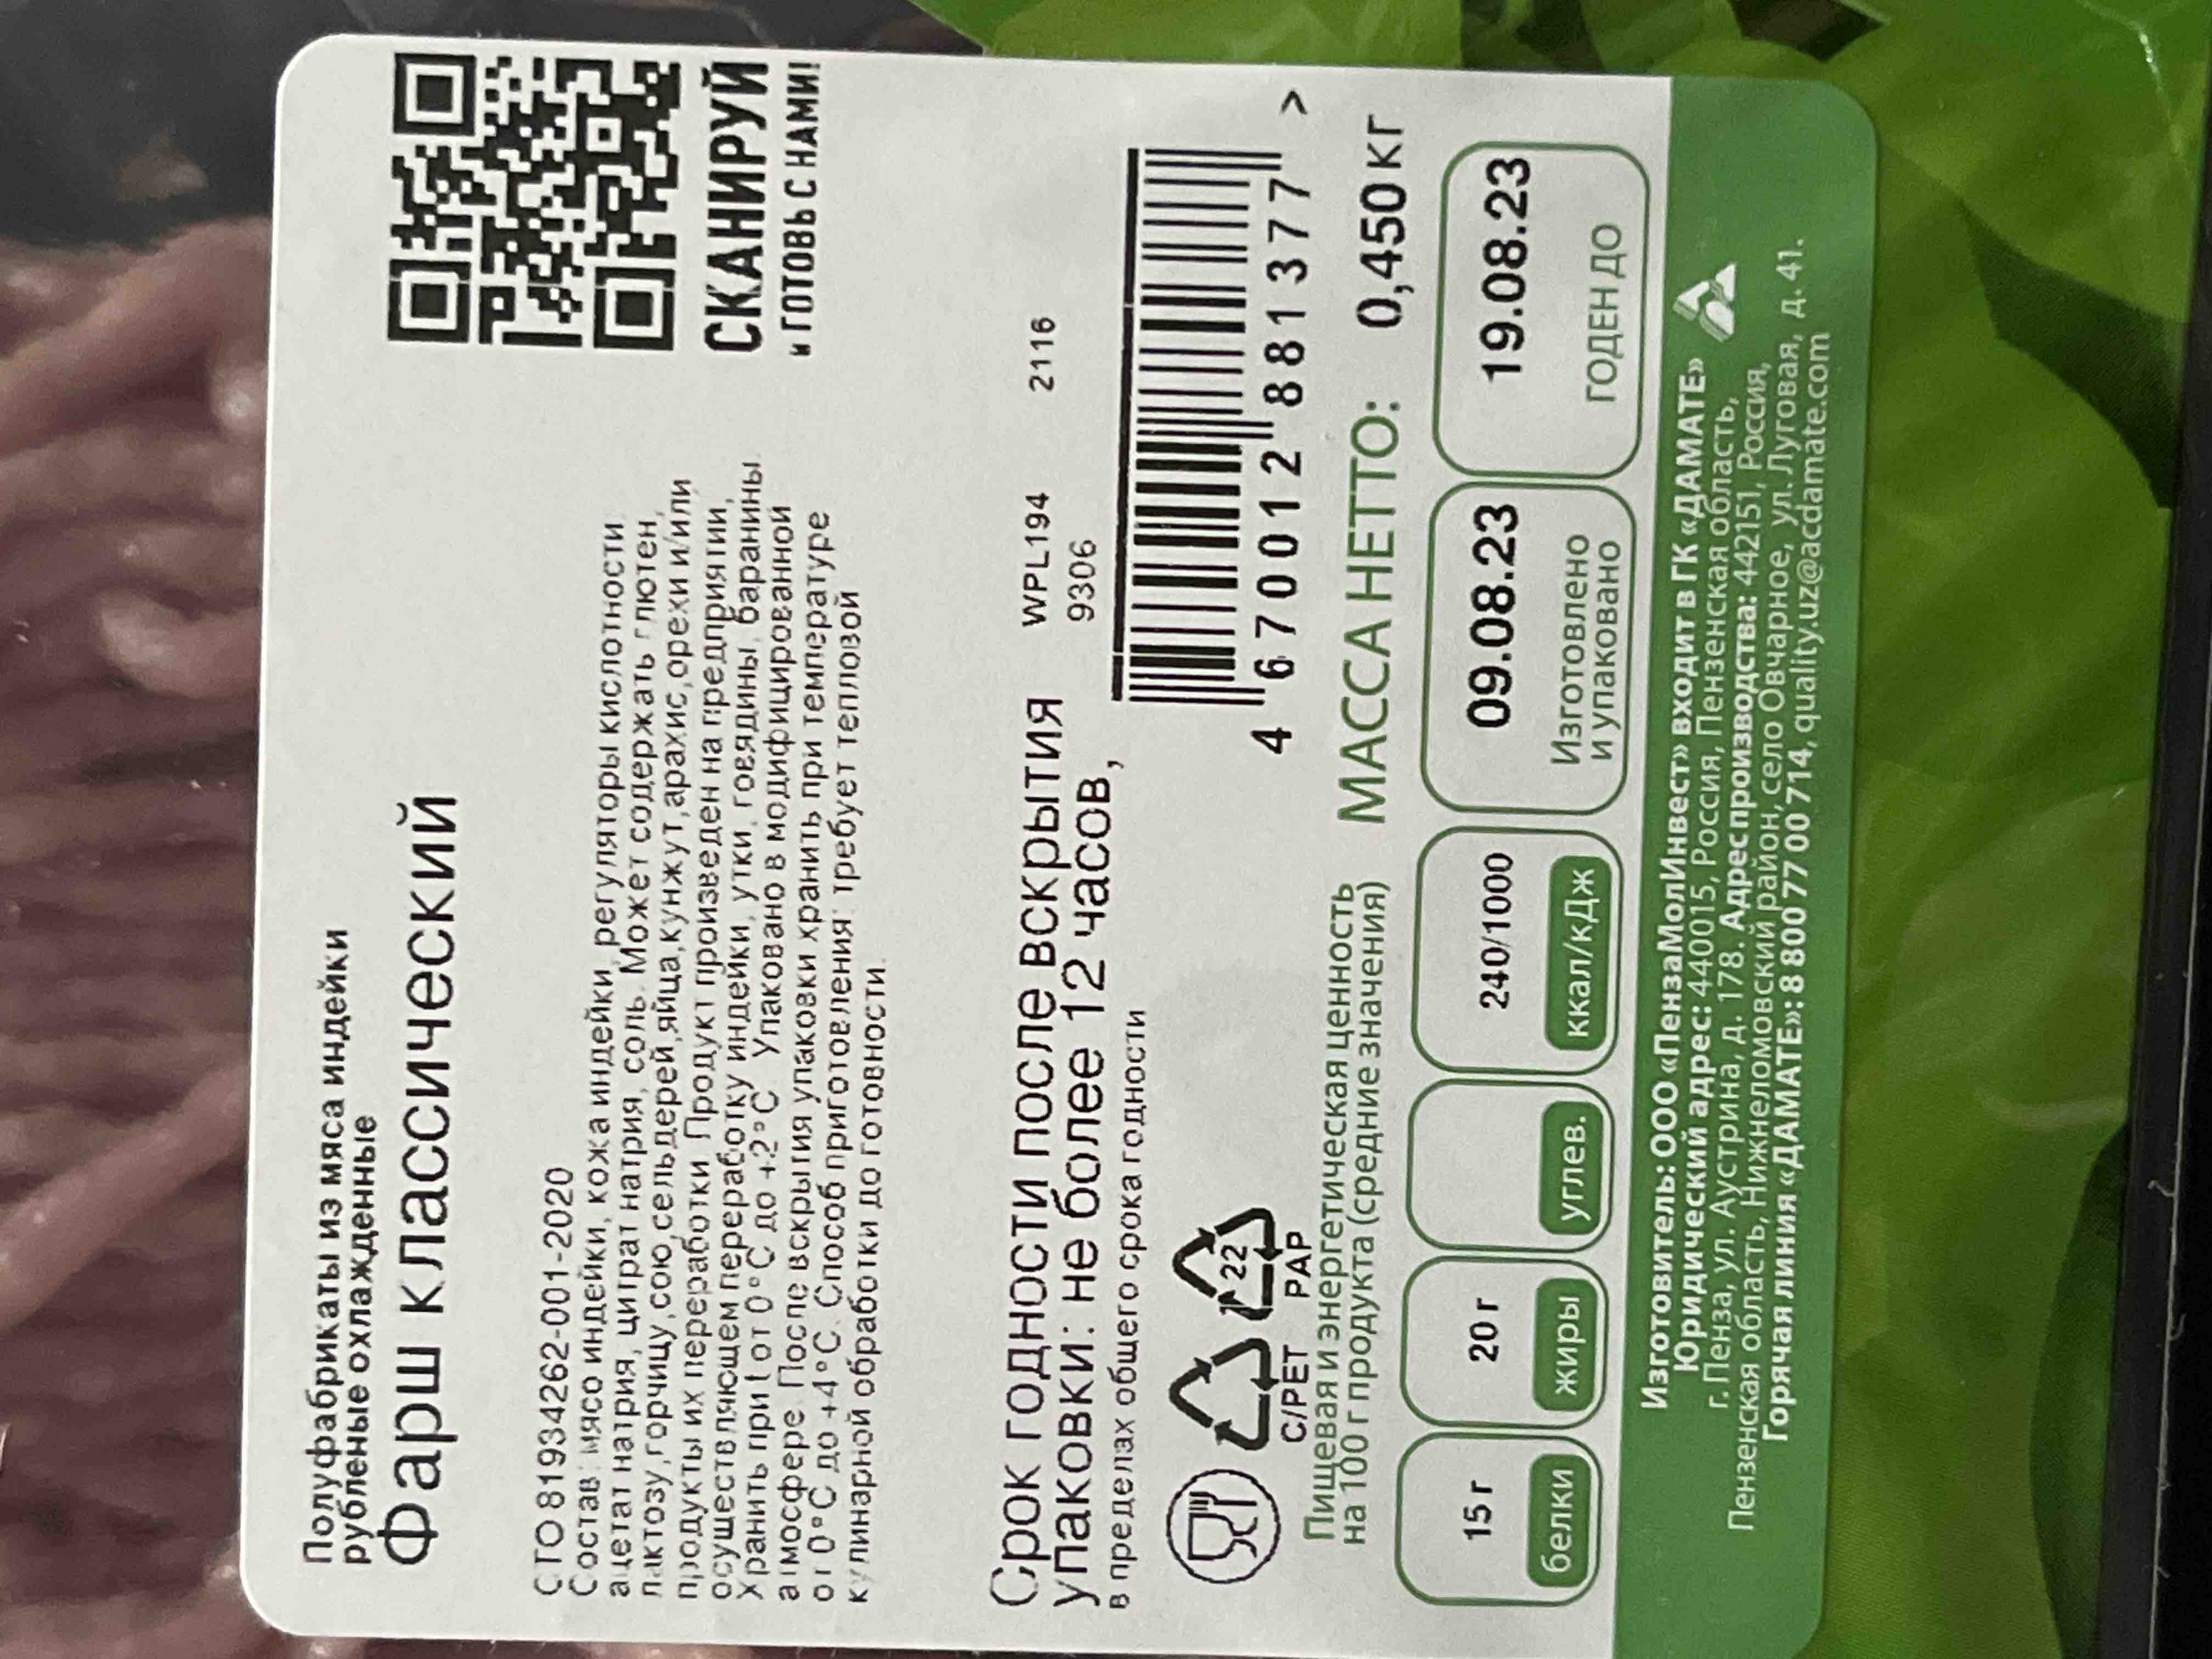 Полуфабрикаты из мяса индейки
рубленые охлажденные
Фарш классический
СТО 81934262-001-2020
Состав: мясо индейки, кожа индейки, регуляторы кислотности
ацетат натрия, цитрат натрия, соль. Может содержать глютен,
лактозу,горчицу,сою,сельдерей,яйца,кунжут,арахис,орехи и/или
продукты их переработки. Продукт произведен на предприятии,
осуществляющем переработку индейки, утки, говядины, баранины.
Хранить при t от 0°С до +2°С Упаковано в модифицированной
атмосфере. После вскрытия упаковки хранить при температуре
от 0°С до +4°С. Способ приготовления: требует тепловой
кулинарной обработки до готовности.
СКАНИРУЙ
и ГОТОВЬ С НАМИ!
Срок годности после вскрытия
упаковки: не более 12 часов,
в пределах общего срока годности
WPL194 2116
9306
4 670012 881377 >
22
C/PET PAP
Пищевая и энергетическая ценность
на 100 г продукта (средние значения)
МАССА НЕТТО: 0,450 кг
15 г
белки
20 г
жиры
углев.
240/1000
ккал/кДж
09.08.23
Изготовлено
и упаковано
19.08.23
ГОДЕН ДО
Изготовитель: ООО «ПензаМолИнвест» входит в ГК «ДАМАТЕ»
Юридический адрес: 440015, Россия, Пензенская область,
г. Пенза, ул. Аустрина, д. 178. Адрес производства: 442151, Россия,
Пензенская область, Нижнеломовский район, село Овчарное, ул. Луговая, д. 41.
Горячая линия «ДАМАТЕ»: 8 800 77 00 714, quality.uz@acdamate.com